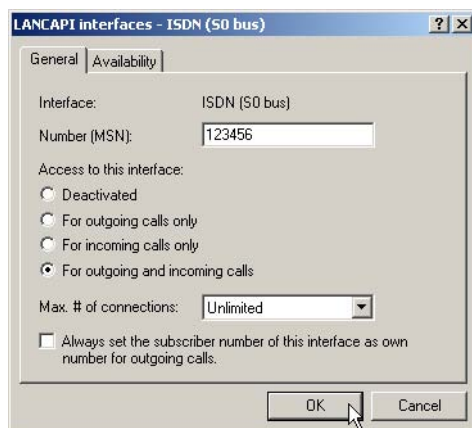 LANCAPI interfaces - ISDN (S0 bus)
General Availability
Interface: ISDN (S0 bus)
Number (MSN): 123456
Access to this interface:
Deactivated
For outgoing calls only
For incoming calls only
For outgoing and incoming calls
Max. # of connections: Unlimited
Always set the subscriber number of this interface as own
number for outgoing calls.
OK Cancel